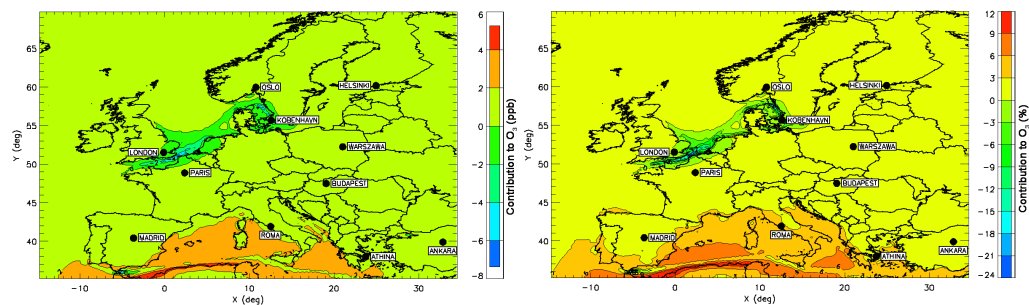 65
60
55
50
45
40
Y (deg)
-10
0
10
20
30
X (deg)
OSLO
HELSINKI
KOBENHAVN
LONDON
WARSZAWA
PARIS
BUDAPEST
MADRID
ROMA
ATHINA
ANKARA
6
4
2
0
-2
-4
-6
-8
Contribution to O3 (ppb)
65
60
55
50
45
40
Y (deg)
-10
0
10
20
30
X (deg)
OSLO
HELSINKI
KOBENHAVN
LONDON
WARSZAWA
PARIS
BUDAPEST
MADRID
ROMA
ATHINA
ANKARA
12
9
6
3
0
-3
-6
-9
-12
-15
-18
-21
-24
Contribution to O3 (%)